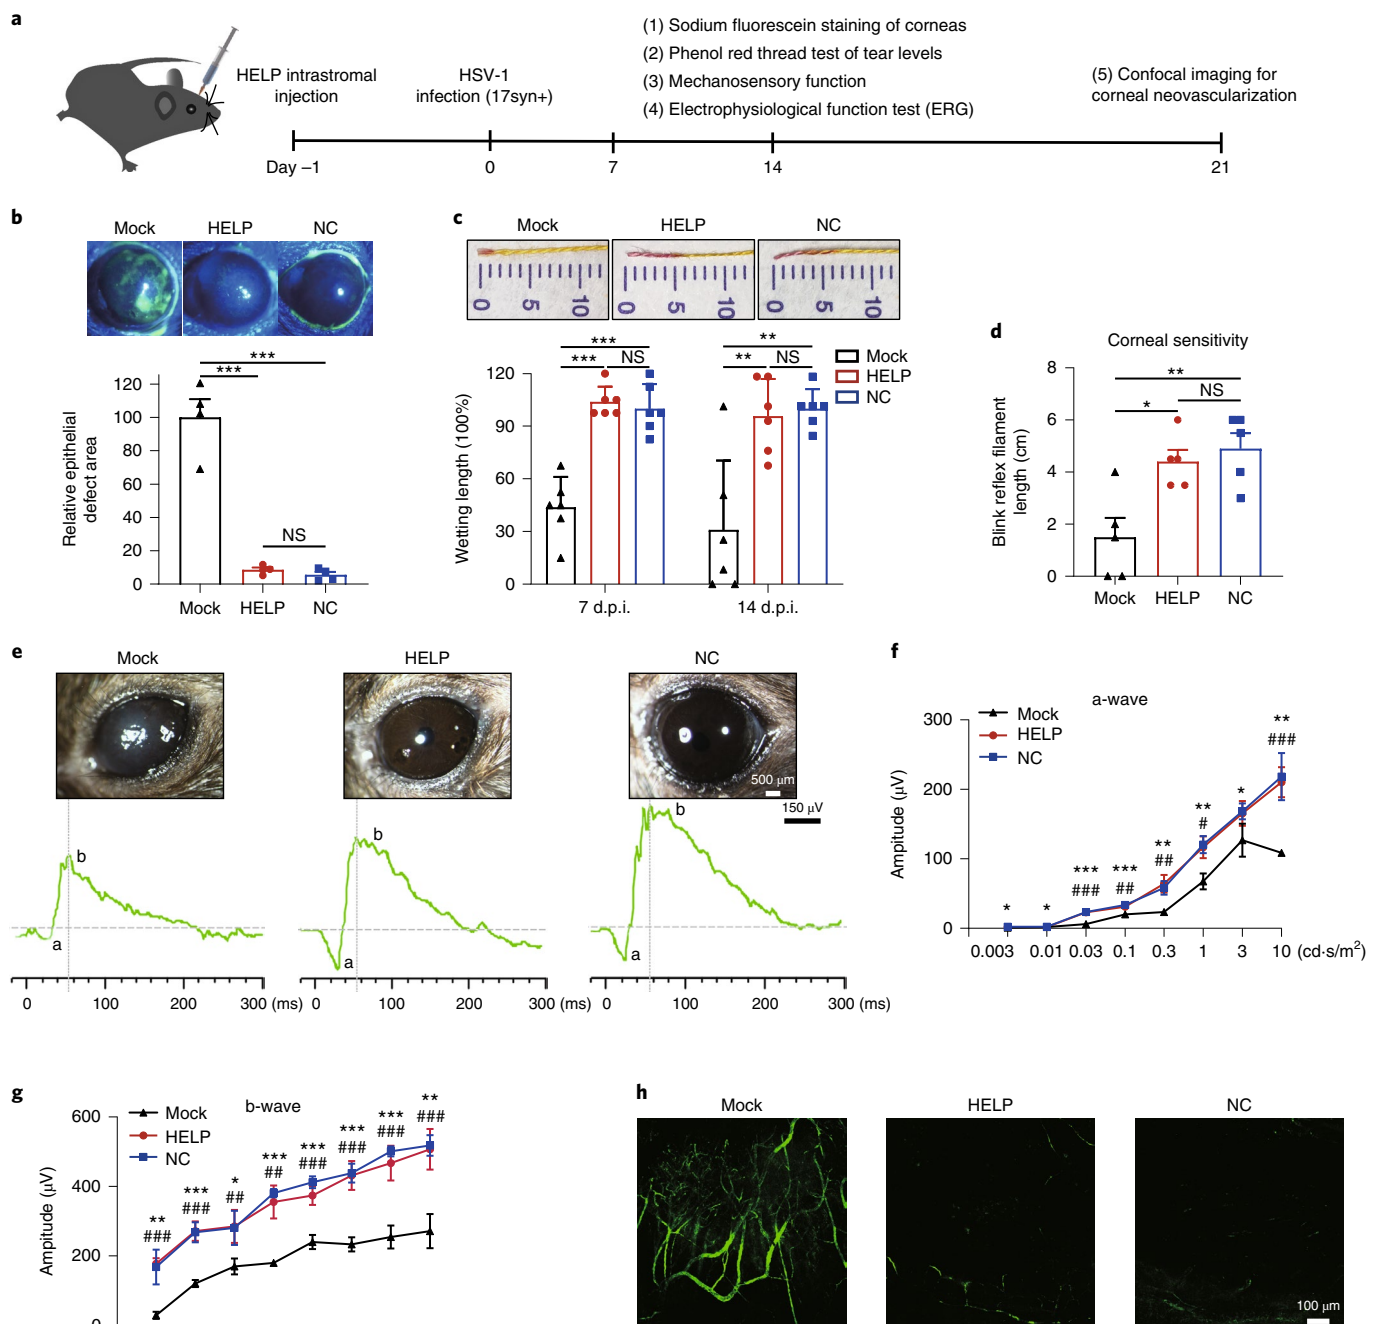 a
HELP intrastromal
injection
HSV-1
infection (17syn+)
(1) Sodium fluorescein staining of corneas
(2) Phenol red thread test of tear levels
(3) Mechanosensory function
(4) Electrophysiological function test (ERG)
(5) Confocal imaging for
corneal neovascularization
Day –1
0
7
14
21
b
Mock
HELP
NC
***
***
NS
Relative epithelial
defect area
120
100
80
60
40
20
0
Mock
HELP
NC
c
Mock
HELP
NC
0 5 10
0 5 10
0 5 10
***
***
NS
**
**
NS
Mock
HELP
NC
Wetting length (100%)
120
90
60
30
0
7 d.p.i.
14 d.p.i.
d
Corneal sensitivity
**
NS
*
Blink reflex filament
length (cm)
8
6
4
2
0
Mock
HELP
NC
e
Mock
HELP
NC
500 μm
150 μV
b
a
b
a
b
a
0 100 200 300 (ms)
0 100 200 300 (ms)
0 100 200 300 (ms)
f
a-wave
Mock
HELP
NC
Ampitude (μV)
300
200
100
0
*
*
***
###
***
##
**
##
**
#
*
**
###
0.003 0.01 0.03 0.1 0.3 1 3 10 (cd·s/m²)
g
b-wave
Mock
HELP
NC
Ampitude (μV)
600
400
200
0
**
###
***
###
*
##
***
##
***
###
***
###
***
###
**
###
h
Mock
HELP
NC
100 μm